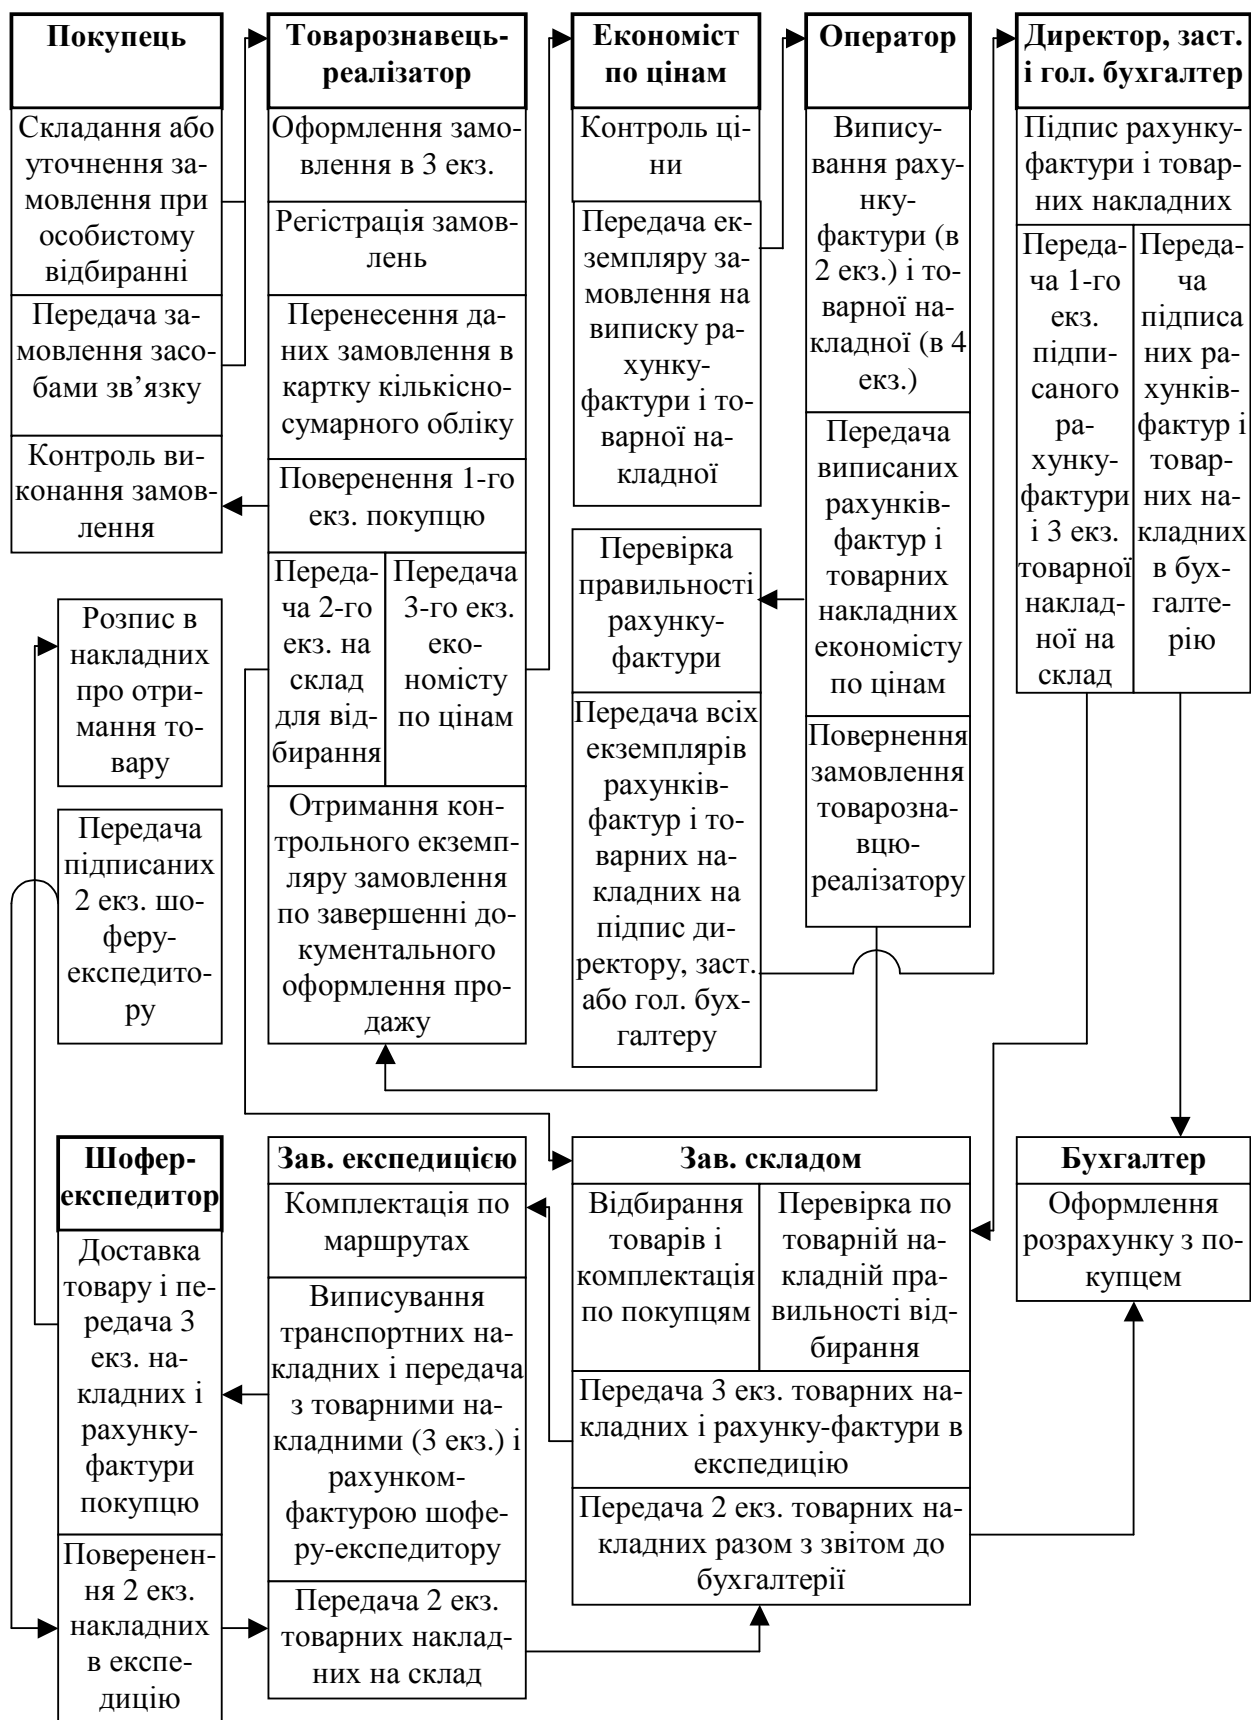 Покупець
Складання або
уточнення за-
мовлення при
особистому
відбиранні
Передача за-
мовлення засо-
бами зв’язку
Контроль ви-
конання замов-
лення
Розпис в
накладних
про отри-
мання то-
вару
Передача
підписаних
2 екз. шо-
феру-
експедито-
ру
Товарознавець-
реалізатор
Оформлення замо-
влення в 3 екз.
Регістрація замов-
лень
Перенесення да-
них замовлення в
картку кількісно-
сумарного обліку
Поверенення 1-го
екз. покупцю
Переда-
ча 2-го
екз. на
склад
для від-
бирання
Передача
3-го екз.
еко-
номісту
по цінам
Отримання кон-
трольного екземп-
ляру замовлення
по завершенні до-
кументального
оформлення про-
дажу
Економіст
по цінам
Контроль ці-
ни
Передача ек-
земпляру за-
мовлення на
виписку ра-
хунку-
фактури і то-
варної на-
кладної
Перевірка
правильності
рахунку-
фактури
Передача всіх
екземплярів
рахунків-
фактур і то-
варних на-
кладних на
підпис ди-
ректору, заст.
або гол. бух-
галтеру
Оператор
Випису-
вання раху-
нку-
фактури (в
2 екз.) і то-
варної на-
кладної (в 4
екз.)
Передача
виписаних
рахунків-
фактур і
товарних
накладних
економісту
по цінам
Повернення
замовлення
товарозна-
вцю-
реалізатору
Директор, заст.
і гол. бухгалтер
Підпис рахунку-
фактури і товар-
них накладних
Переда-
ча 1-го
екз.
підпи-
саного
ра-
хунку-
фактури
і 3 екз.
товарної
наклад-
ної на
склад
Переда-
ча
підписа
них ра-
хунків-
фактур і
товар-
них на-
кладних
в бух-
галте-
рію
Шофер-
експедитор
Доставка
товару і пе-
редача 3
екз. на-
кладних і
рахунку-
фактури
покупцю
Поверенен-
ня 2 екз.
накладних
в експе-
дицію
Зав. експедицією
Комплектація по
маршрутах
Виписування
транспортних на-
кладних і передача
з товарними на-
кладними (3 екз.) і
рахунком-
фактурою шофе-
ру-експедитору
Передача 2 екз.
товарних наклад-
них на склад
Зав. складом
Відбирання
товарів і
комплектація
по покупцям
Перевірка по
товарній на-
кладній пра-
вильності від-
бирання
Передача 3 екз. товарних на-
кладних і рахунку-фактури в
експедицію
Передача 2 екз. товарних на-
кладних разом з звітом до
бухгалтерії
Бухгалтер
Оформлення
розрахунку з по-
купцем